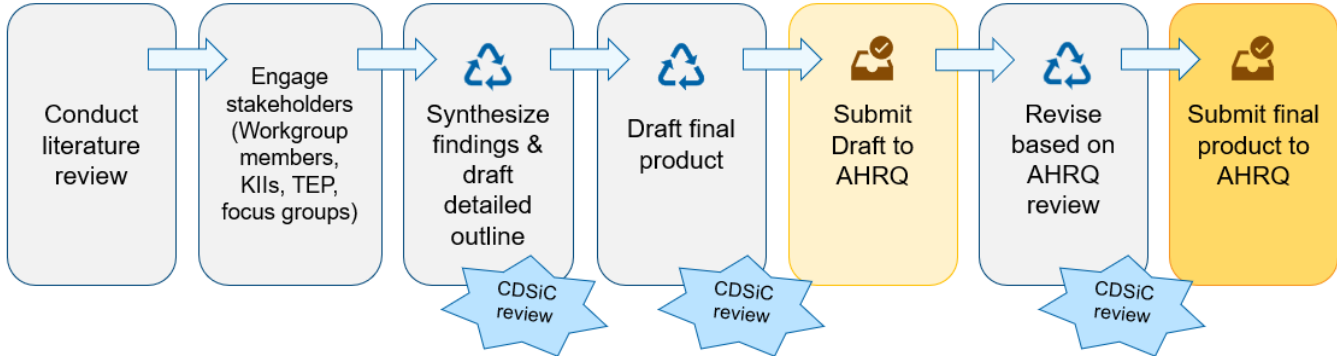 Conduct
literature
review
Engage
stakeholders
(Workgroup
members,
KIIs, TEP,
focus groups)
Synthesize
findings &
draft
detailed
outline
CDSiC
review
Draft final
product
CDSiC
review
Submit
Draft to
AHRQ
Revise
based on
AHRQ
review
CDSiC
review
Submit final
product to
AHRQ